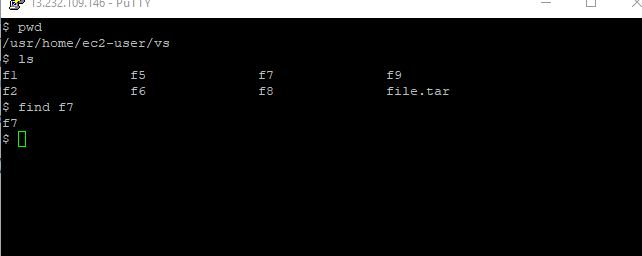 13.232.109.146 - PuTTY
$ pwd
/usr/home/ec2-user/vs
$ ls
f1 f5 f7 f9
f2 f6 f8 file.tar
$ find f7
f7
$